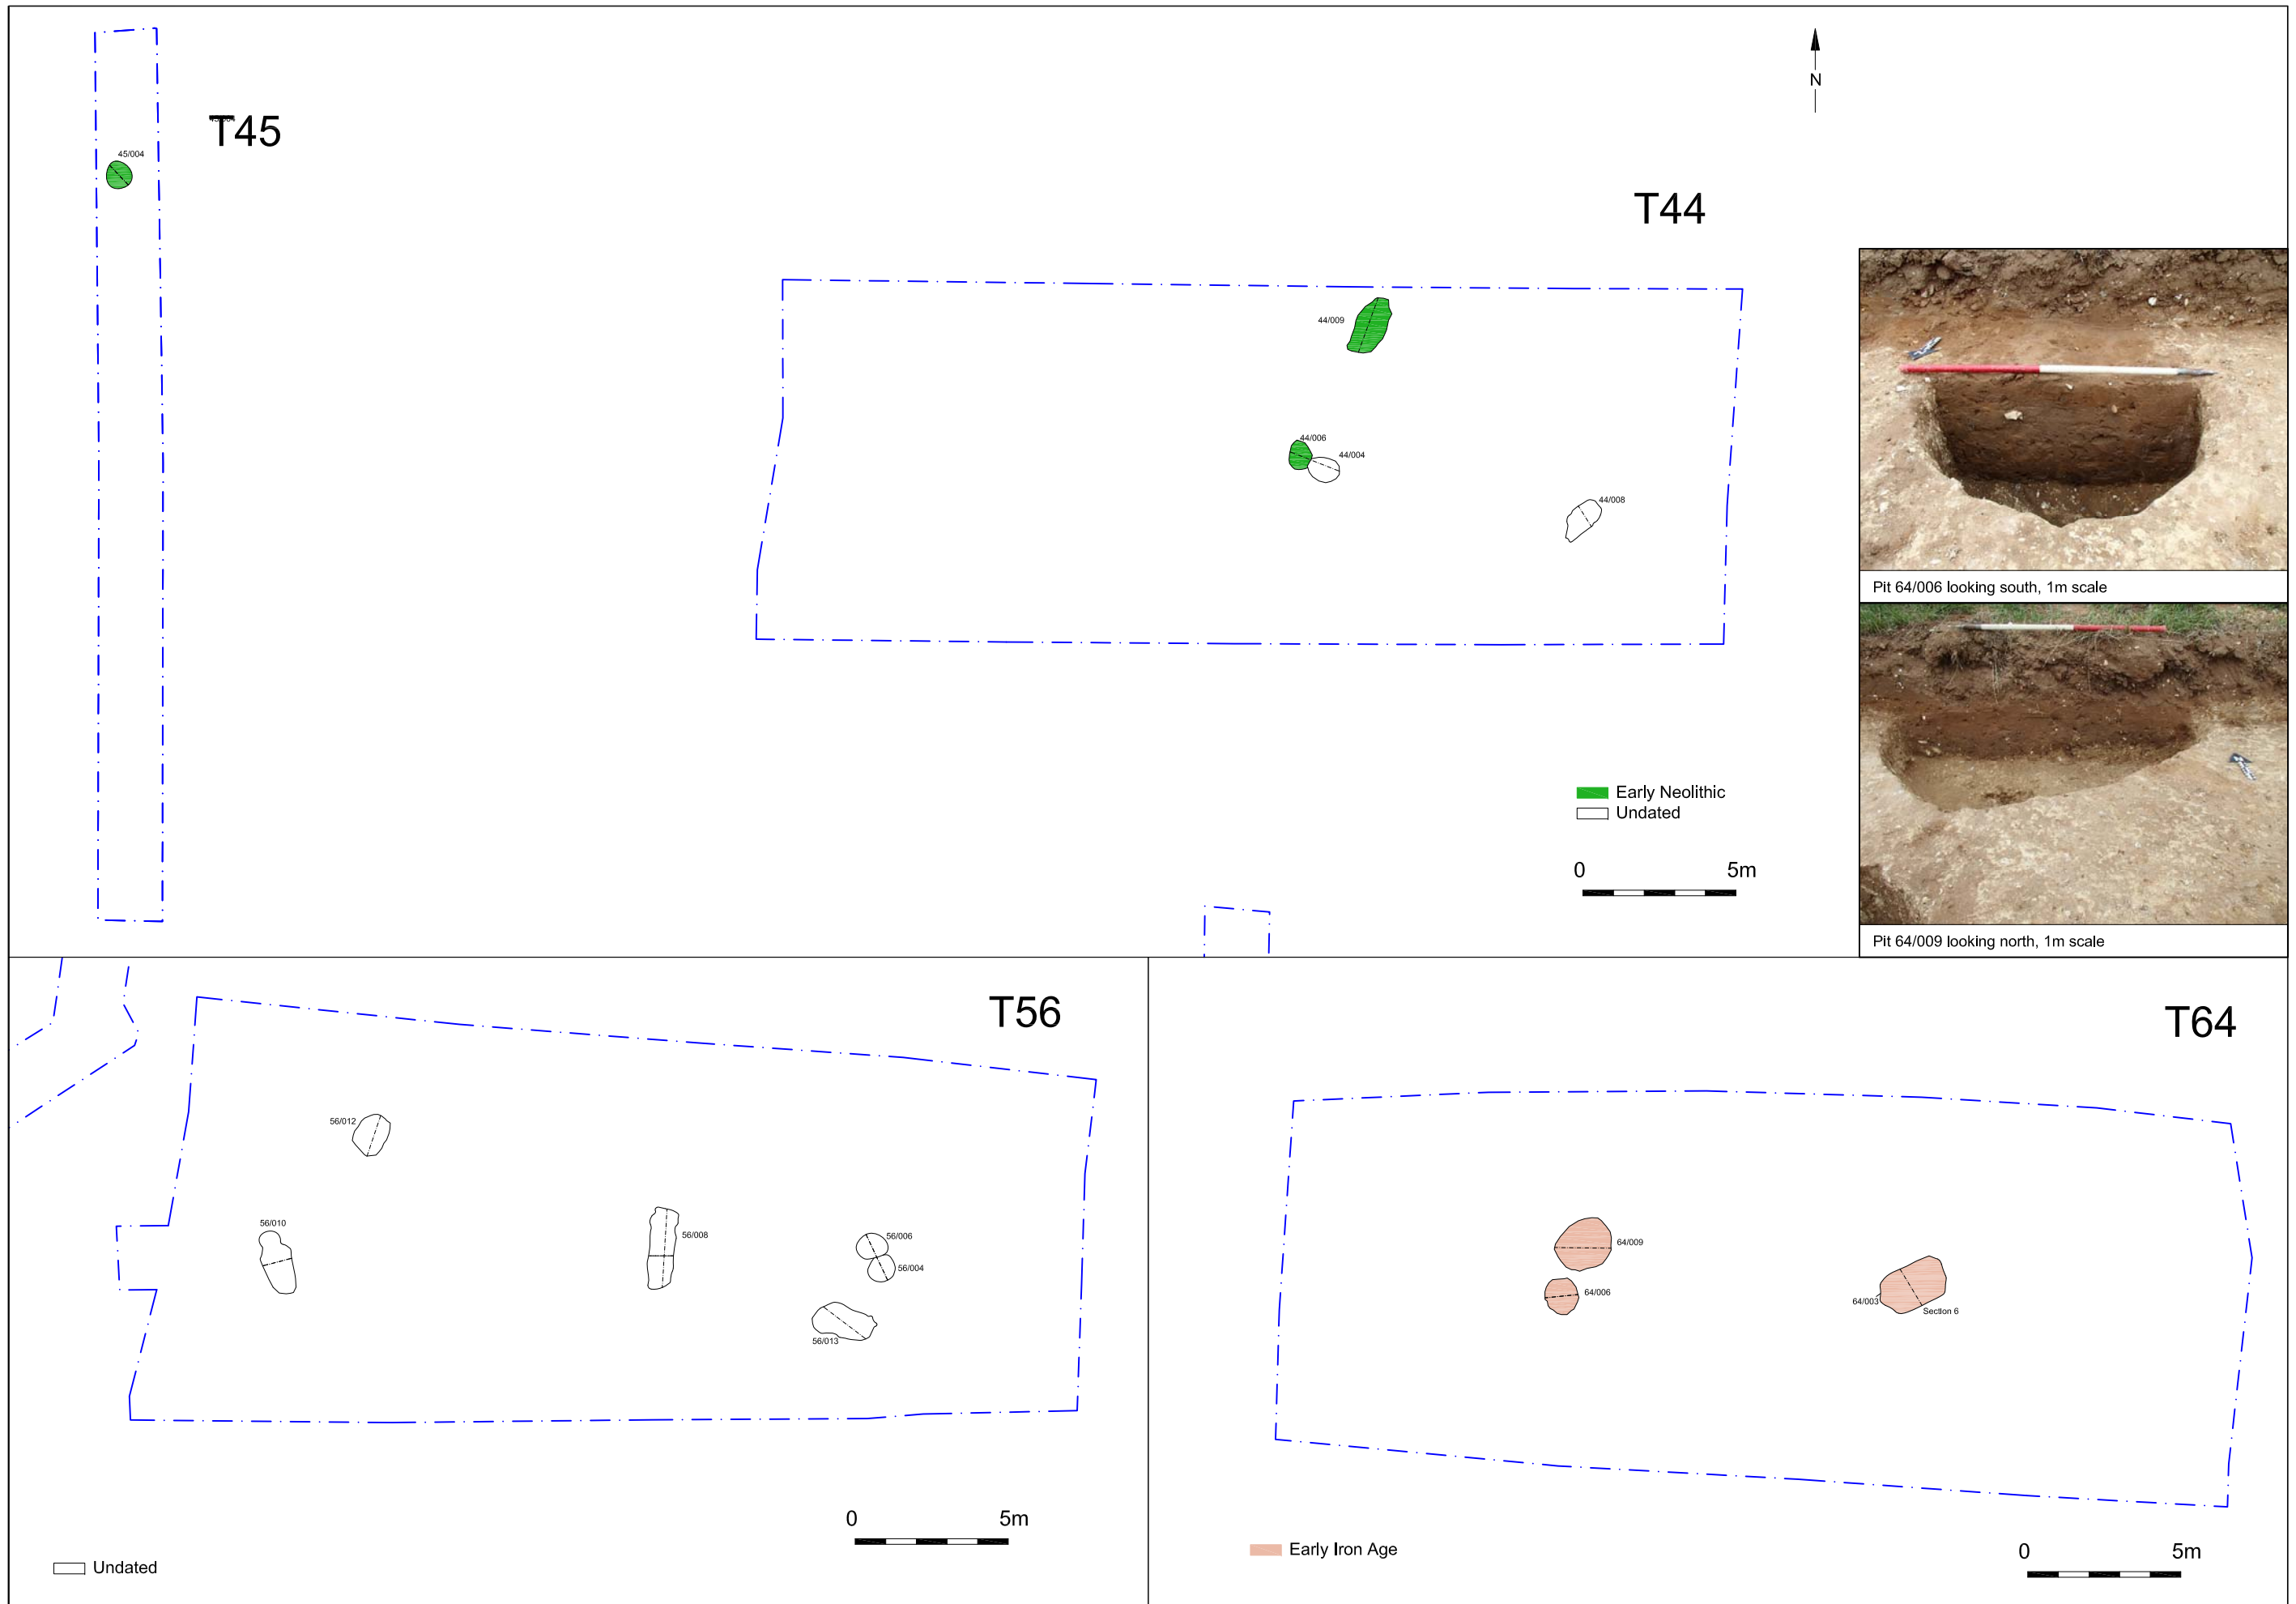 T45
45/004
N
T44
44/009
44/006
44/004
44/008
Pit 64/006 looking south, 1m scale
Pit 64/009 looking north, 1m scale
Early Neolithic
Undated
0 5m
T56
56/012
56/010
56/008
56/006
56/004
56/013
0 5m
Undated
T64
64/009
64/006
64/003
Section 6
Early Iron Age
0 5m